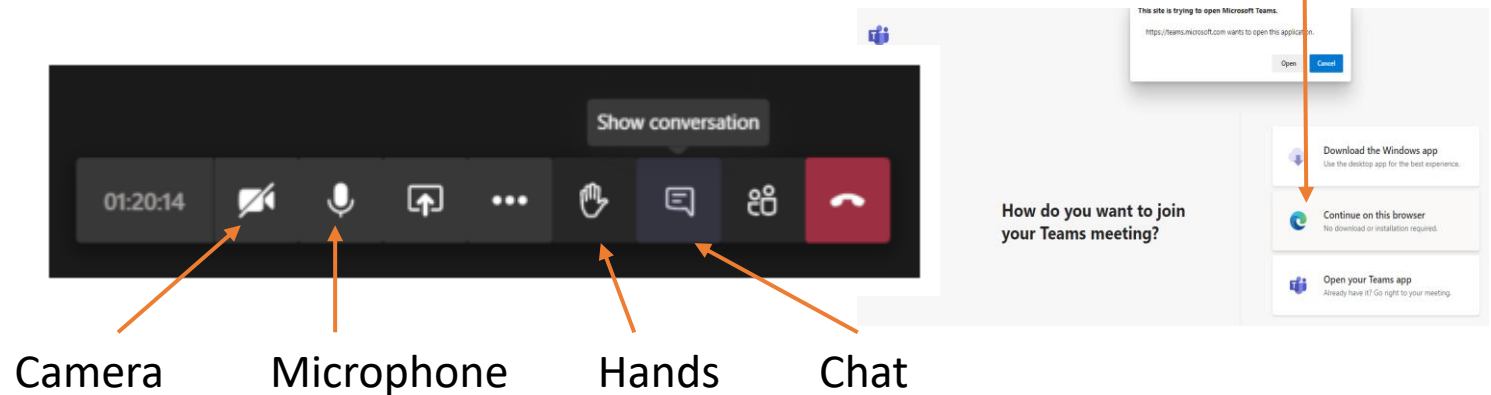 This site is trying to open Microsoft Teams.
https://teams.microsoft.com wants to open this application.
Open Cancel
Show conversation
01:20:14
How do you want to join
your Teams meeting?
Download the Windows app
Use the desktop app for the best experience.
Continue on this browser
No download or installation required.
Open your Teams app
Already have it? Go right to your meeting.
Camera Microphone Hands Chat